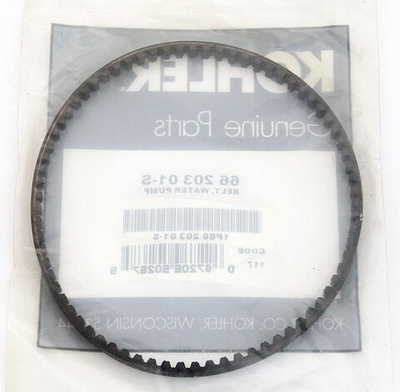 KOHLER
Genuine Parts
66 203 01-S
BELT, WATER PUMP
1P66 203 01-S
CODE
117
0 87206 50267 5
KOHLER CO. KOHLER, WISCONSIN